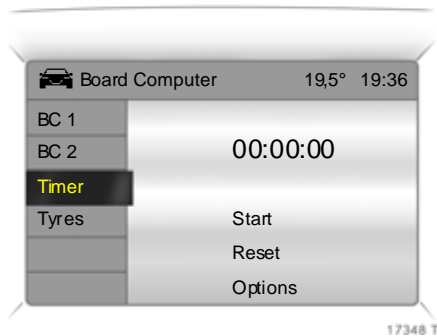 Board Computer 19,5° 19:36
BC 1
BC 2
Timer
Tyres
00:00:00
Start
Reset
Options
17348 T